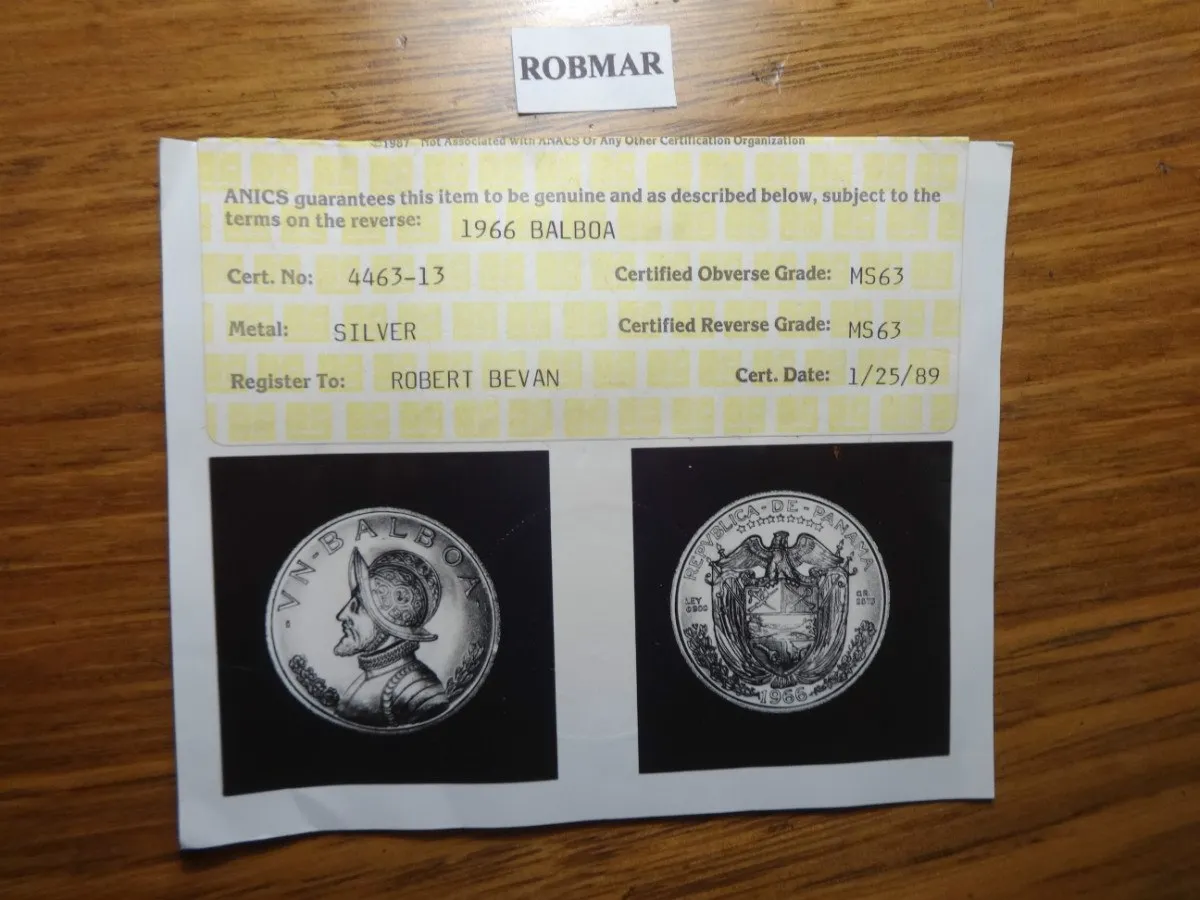 ROBMAR
©1987 Not Associated with ANACS Or Any Other Certification Organization
ANICS guarantees this item to be genuine and as described below, subject to the
terms on the reverse: 1966 BALBOA
Cert. No: 4463-13 Certified Obverse Grade: MS63
Metal: SILVER Certified Reverse Grade: MS63
Register To: ROBERT BEVAN Cert. Date: 1/25/89
VN·BALBOA
REPVBLICA-DE-PANAMA
LEY
GR.
1966